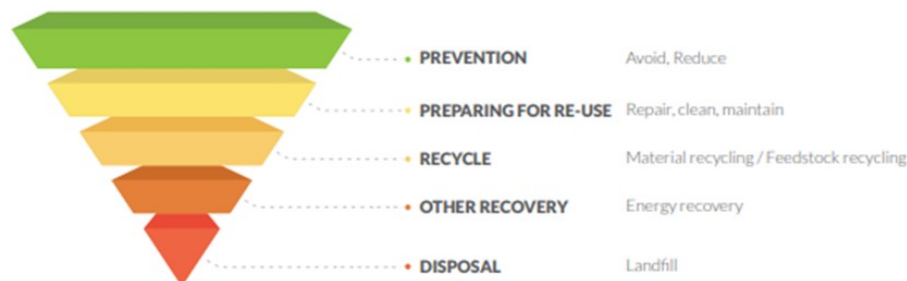 PREVENTION Avoid, Reduce
PREPARING FOR RE-USE Repair, clean, maintain
RECYCLE Material recycling / Feedstock recycling
OTHER RECOVERY Energy recovery
DISPOSAL Landfill